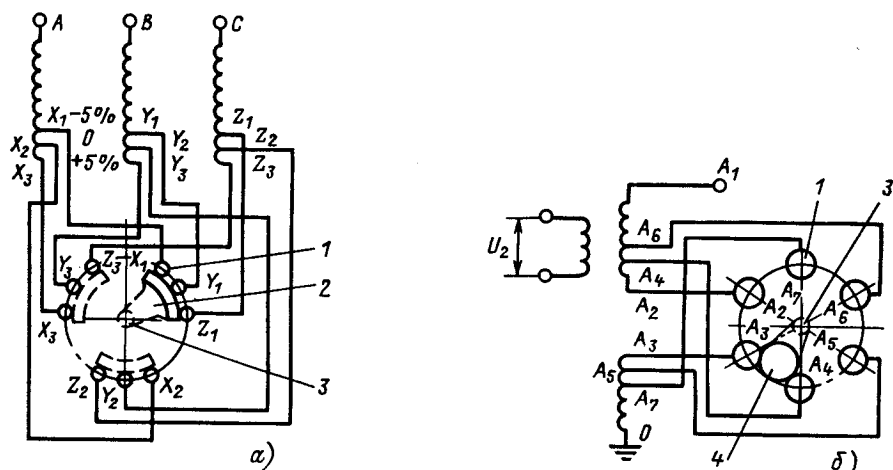 A B C
X₁ –5% Y₁ Z₁
X₂ 0 Y₂ Z₂
X₃ +5% Y₃ Z₃
Y₃ Z₃ X₁ 1
Y₁ 2
X₃ Z₁
3
Z₂ Y₂ X₂
а)
A₁
U₂
1 3
A₆
A₄
A₂
A₇
A₂ A₆
A₃ A₅
A₄
A₃
A₅
A₇
0
4
б)